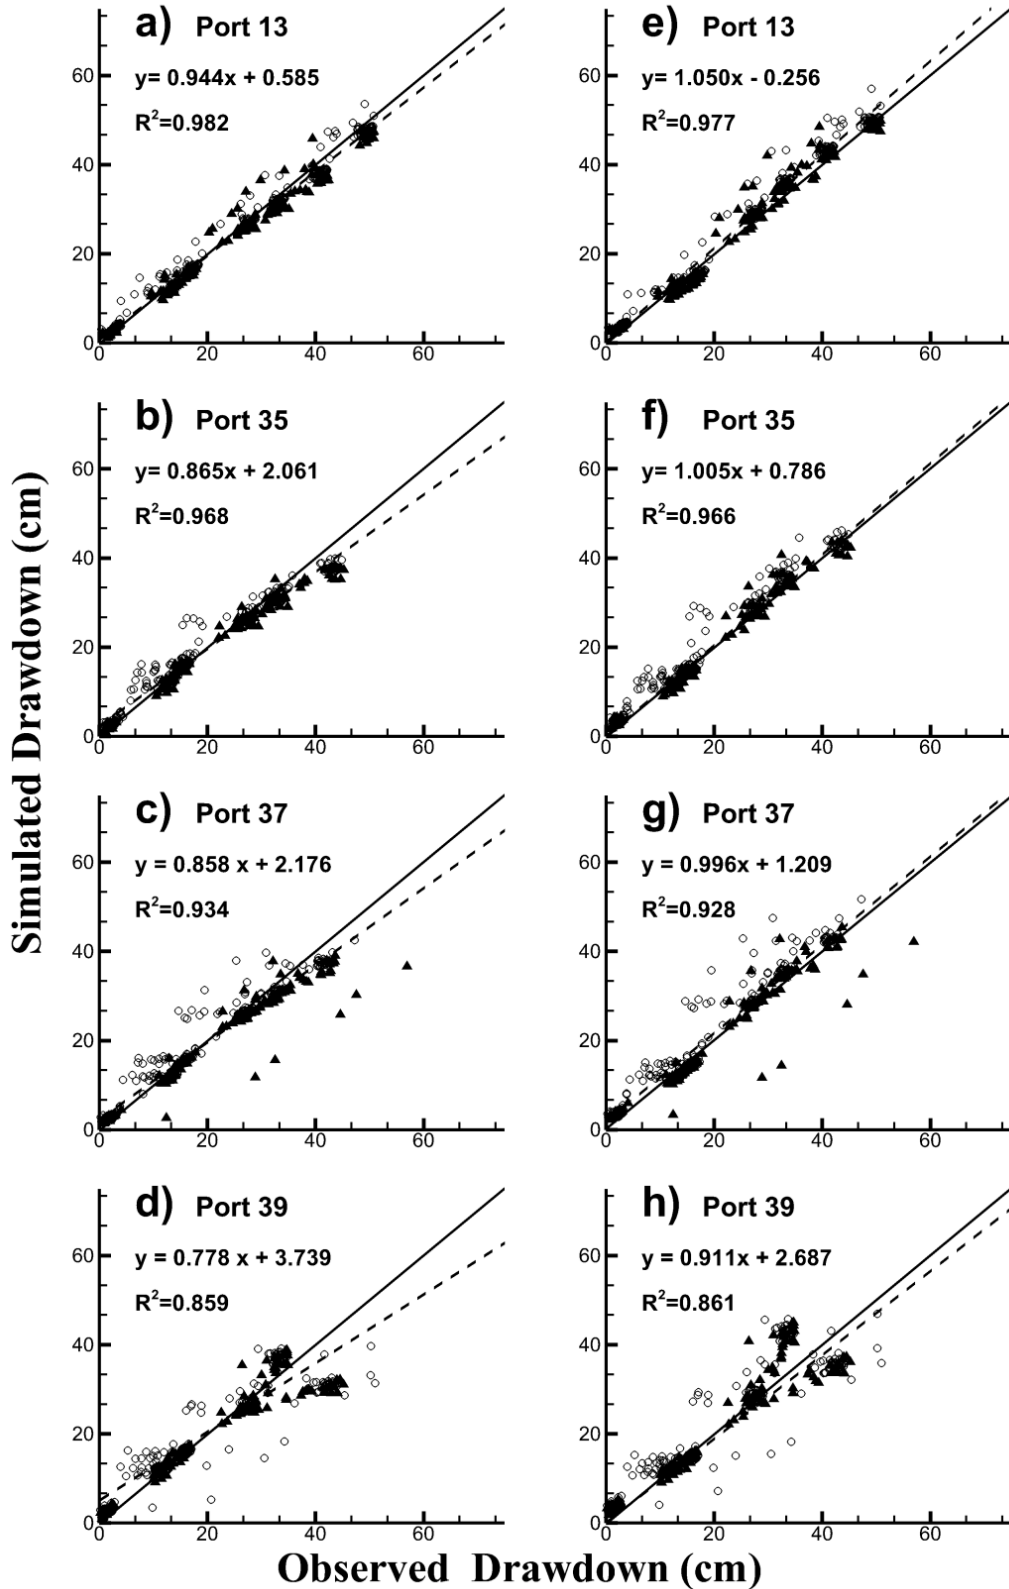 a) Port 13
y= 0.944x + 0.585
R²=0.982
60
40
20
0
0 20 40 60
e) Port 13
y= 1.050x - 0.256
R²=0.977
60
40
20
0
0 20 40 60
b) Port 35
y= 0.865x + 2.061
R²=0.968
60
40
20
0
0 20 40 60
f) Port 35
y= 1.005x + 0.786
R²=0.966
60
40
20
0
0 20 40 60
c) Port 37
y = 0.858 x + 2.176
R²=0.934
60
40
20
0
0 20 40 60
g) Port 37
y = 0.996x + 1.209
R²=0.928
60
40
20
0
0 20 40 60
d) Port 39
y = 0.778 x + 3.739
R²=0.859
60
40
20
0
0 20 40 60
h) Port 39
y = 0.911x + 2.687
R²=0.861
60
40
20
0
0 20 40 60
Simulated Drawdown (cm)
Observed Drawdown (cm)